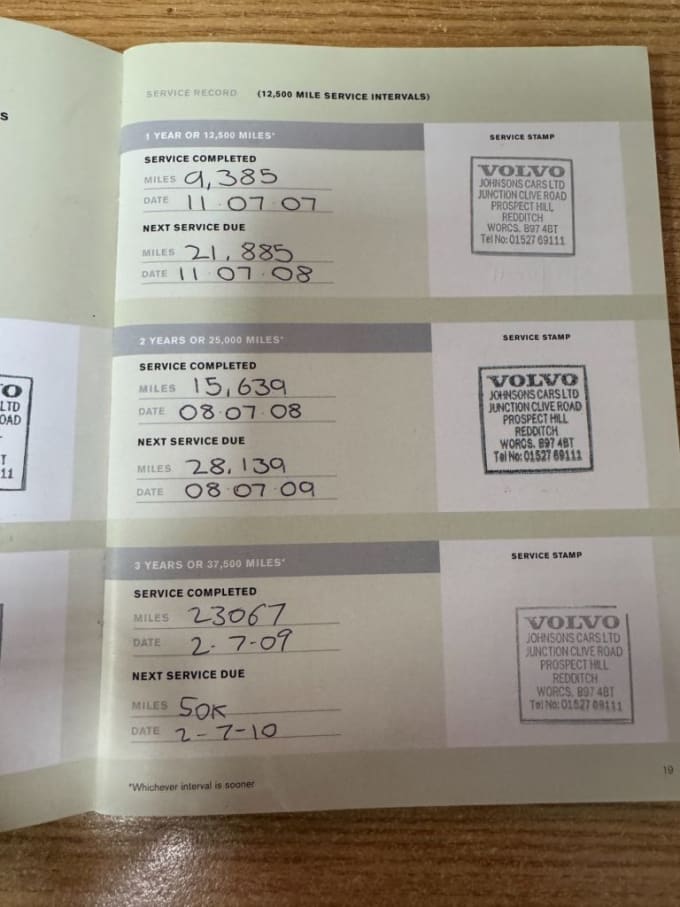 S
SERVICE RECORD (12,500 MILE SERVICE INTERVALS)
1 YEAR OR 12,500 MILES*
SERVICE STAMP
SERVICE COMPLETED
MILES 9,385
DATE 11·07·07
NEXT SERVICE DUE
MILES 21,885
DATE 11·07·08
VOLVO
JOHNSONS CARS LTD
JUNCTION CLIVE ROAD
PROSPECT HILL
REDDITCH
WORCS. B97 4BT
Tel No: 01527 69111
2 YEARS OR 25,000 MILES*
SERVICE STAMP
SERVICE COMPLETED
MILES 15,639
DATE 08·07·08
NEXT SERVICE DUE
MILES 28,139
DATE 08·07·09
VOLVO
JOHNSONS CARS LTD
JUNCTION CLIVE ROAD
PROSPECT HILL
REDDITCH
WORCS. B97 4BT
Tel No: 01527 69111
O
LTD
OAD
T
11
3 YEARS OR 37,500 MILES*
SERVICE STAMP
SERVICE COMPLETED
MILES 23067
DATE 2-7-09
NEXT SERVICE DUE
MILES 50K
DATE 2-7-10
VOLVO
JOHNSONS CARS LTD
JUNCTION CLIVE ROAD
PROSPECT HILL
REDDITCH
WORCS. B97 4BT
Tel No: 01527 69111
*Whichever interval is sooner
19